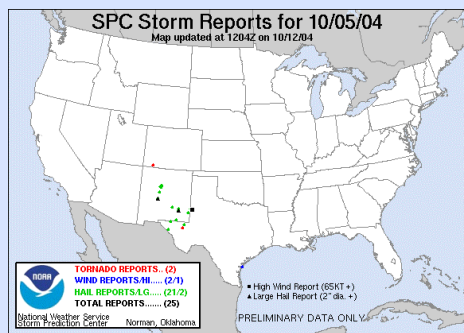 SPC Storm Reports for 10/05/04
Map updated at 1204Z on 10/12/04
NOAA
TORNADO REPORTS.. (2)
WIND REPORTS/HI..... (2/1)
HAIL REPORTS/LG..... (21/2)
TOTAL REPORTS....... (25)
National Weather Service
Storm Prediction Center Norman, Oklahoma
High Wind Report (65KT +)
Large Hail Report (2" dia. +)
PRELIMINARY DATA ONLY